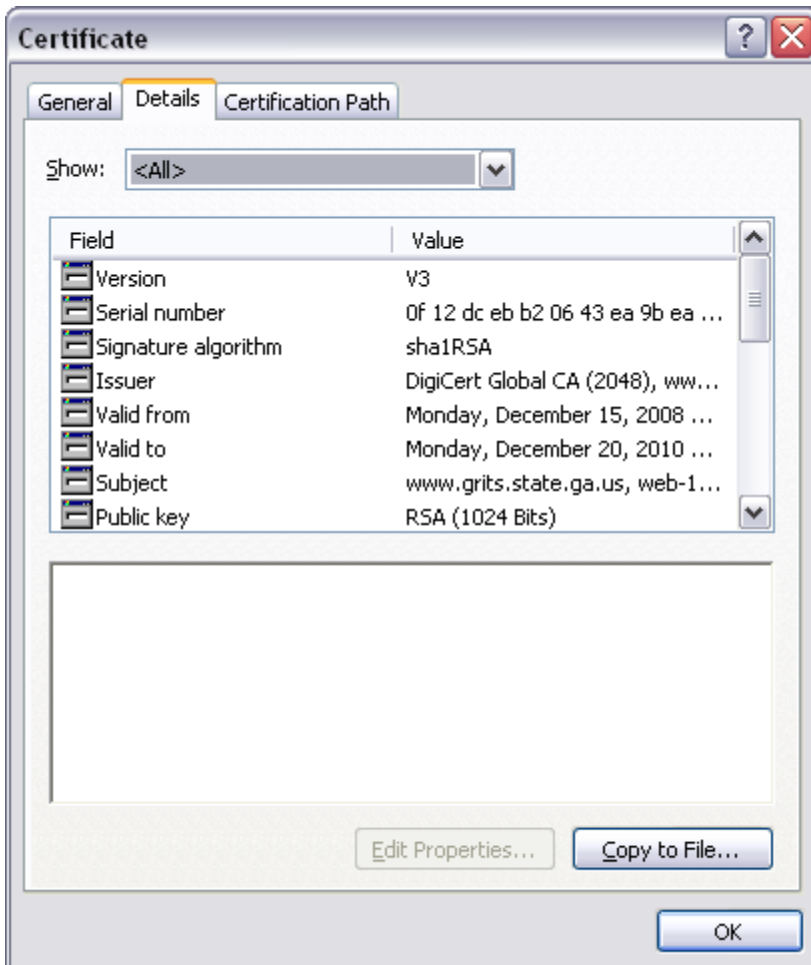 Certificate
General Details Certification Path
Show: <All>
Field Value
Version V3
Serial number 0f 12 dc eb b2 06 43 ea 9b ea ...
Signature algorithm sha1RSA
Issuer DigiCert Global CA (2048), ww...
Valid from Monday, December 15, 2008 ...
Valid to Monday, December 20, 2010 ...
Subject www.grits.state.ga.us, web-1...
Public key RSA (1024 Bits)
Edit Properties... Copy to File...
OK